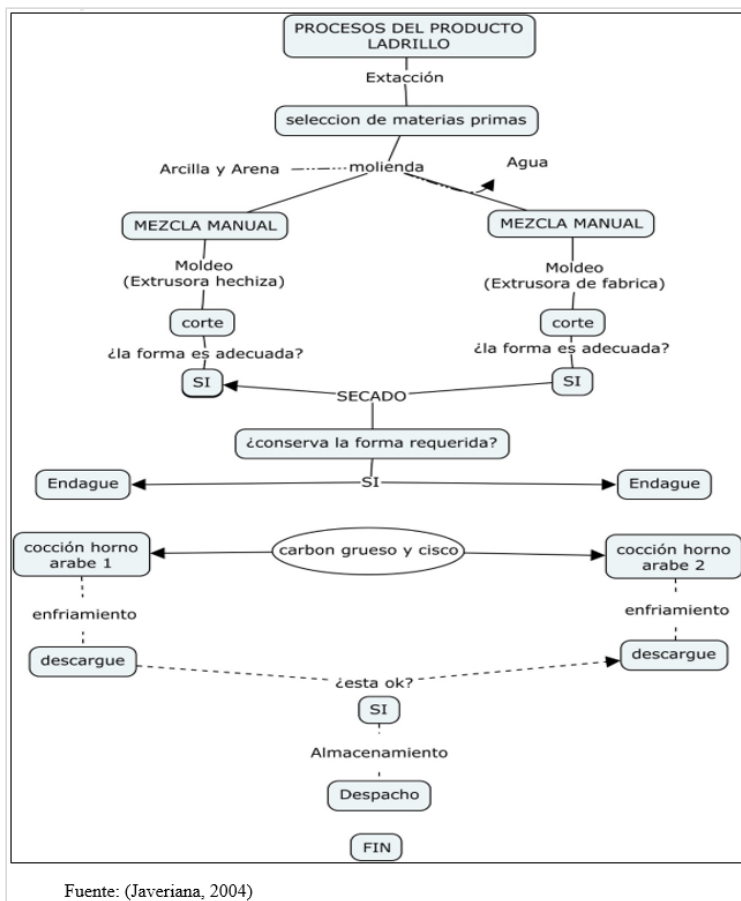 PROCESOS DEL PRODUCTO
LADRILLO
Extacción
seleccion de materias primas
Arcilla y Arena
molienda
Agua
MEZCLA MANUAL
MEZCLA MANUAL
Moldeo
(Extrusora hechiza)
Moldeo
(Extrusora de fabrica)
corte
corte
¿la forma es adecuada?
¿la forma es adecuada?
SI
SI
SECADO
¿conserva la forma requerida?
SI
Endague
Endague
cocción horno
arabe 1
carbon grueso y cisco
cocción horno
arabe 2
enfriamiento
enfriamiento
descargue
descargue
¿esta ok?
SI
Almacenamiento
Despacho
FIN
Fuente: (Javeriana, 2004)